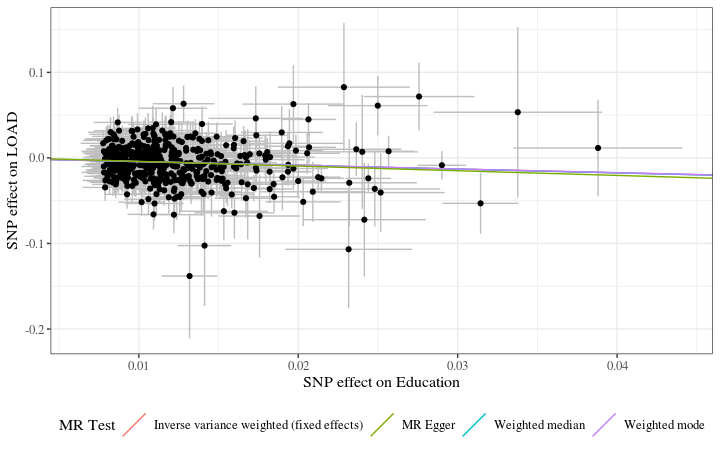 0.1
0.0
-0.1
-0.2
SNP effect on LOAD
0.01
0.02
0.03
0.04
SNP effect on Education
MR Test
Inverse variance weighted (fixed effects)
MR Egger
Weighted median
Weighted mode